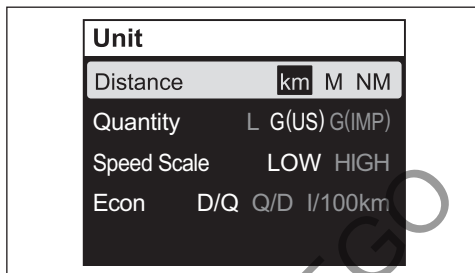 Unit
Distance km M NM
Quantity L G(US) G(IMP)
Speed Scale LOW HIGH
Econ D/Q Q/D l/100km